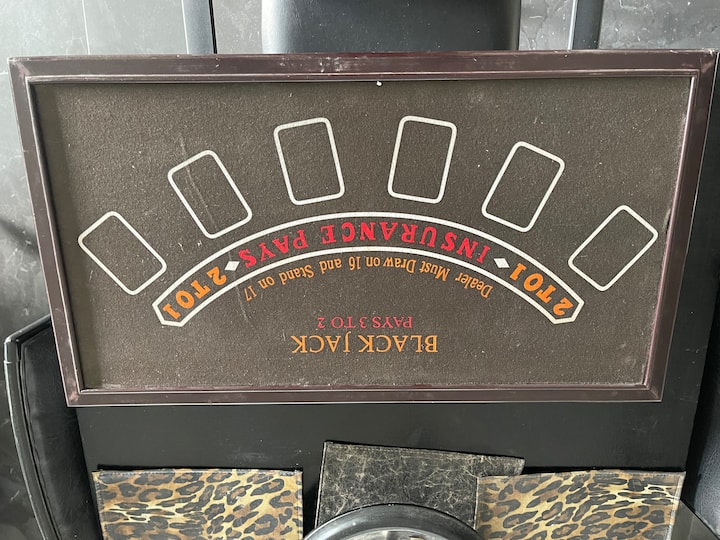 BLACK JACK
PAYS 3 TO 2
Dealer Must Draw on 16 and Stand on 17
2 TO 1 ♦ INSURANCE PAYS ♦ 2 TO 1